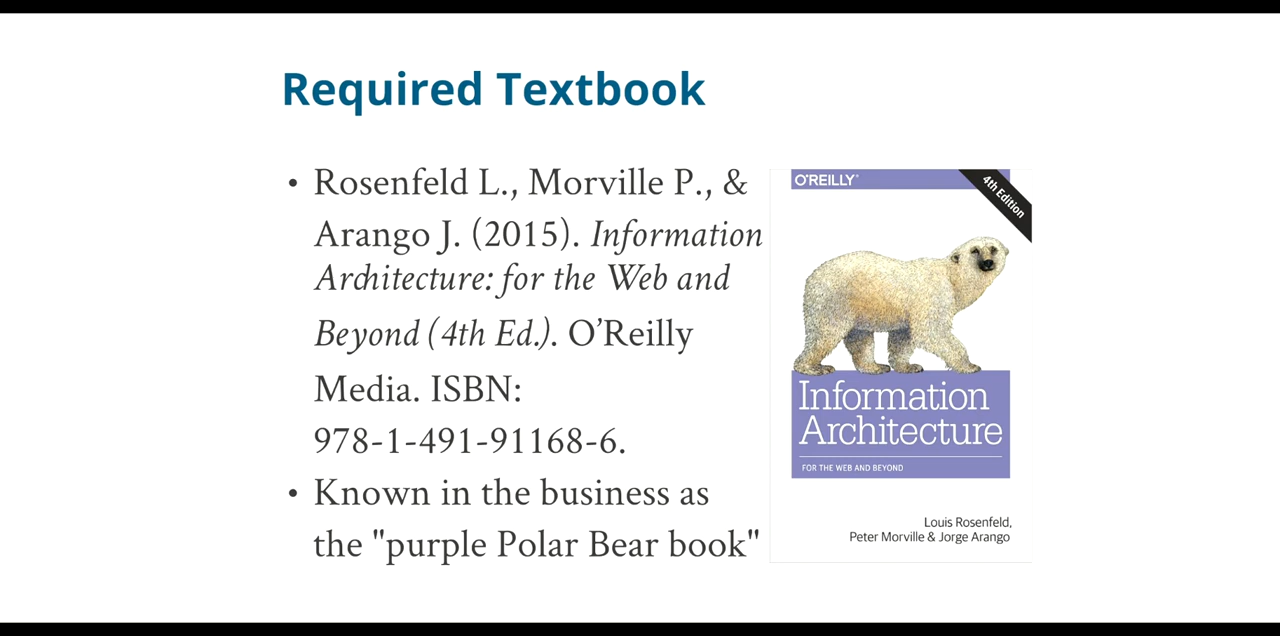 Required Textbook
• Rosenfeld L., Morville P., &
Arango J. (2015). Information
Architecture: for the Web and
Beyond (4th Ed.). O’Reilly
Media. ISBN:
978-1-491-91168-6.
• Known in the business as
the "purple Polar Bear book"
O'REILLY®
4th Edition
Information
Architecture
FOR THE WEB AND BEYOND
Louis Rosenfeld,
Peter Morville & Jorge Arango